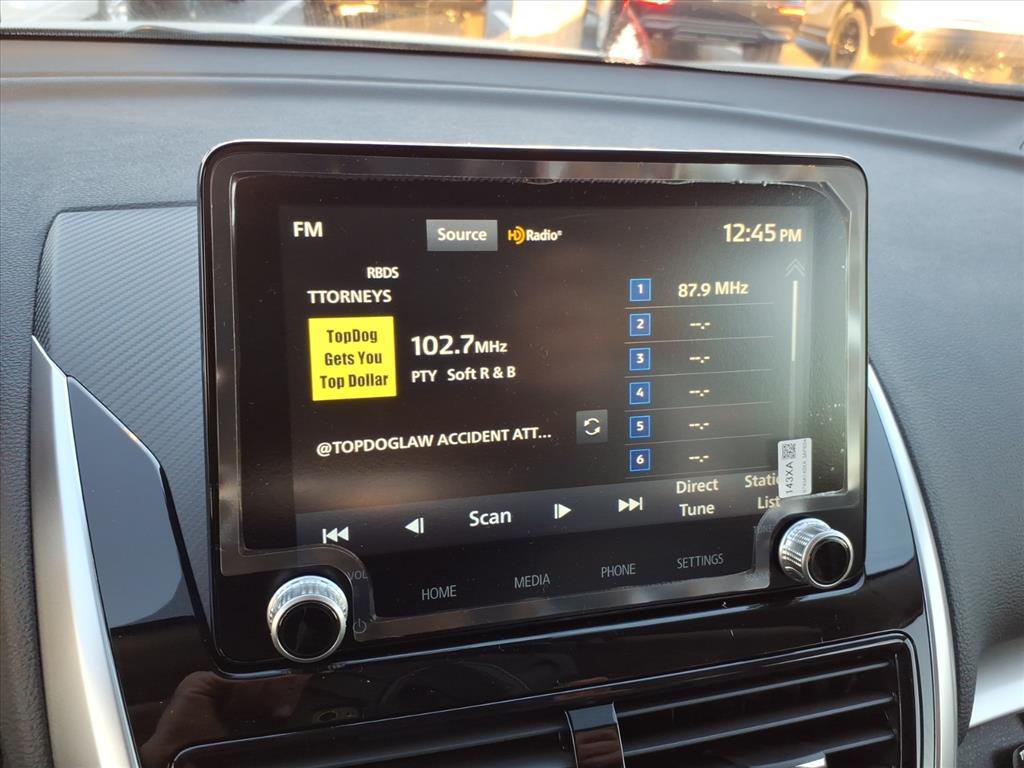 FM
Source
HD Radio®
12:45 PM
RBDS
TTORNEYS
TopDog
Gets You
Top Dollar
102.7MHz
PTY Soft R & B
@TOPDOGLAW ACCIDENT ATT...
1 87.9 MHz
2 --.-
3 --.-
4 --.-
5 --.-
6 --.-
Scan
Direct
Tune
List
143XA
VOL
HOME
MEDIA
PHONE
SETTINGS